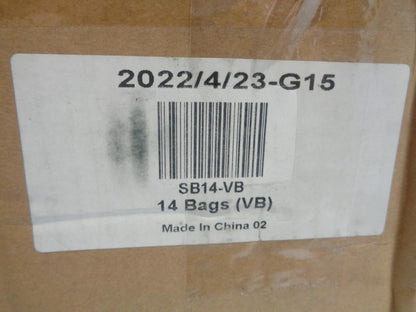 2022/4/23-G15
SB14-VB
14 Bags (VB)
Made In China 02